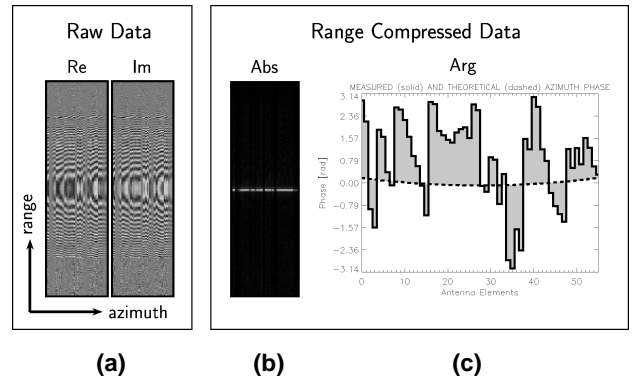 Raw Data
Re Im
range
azimuth
(a)
Range Compressed Data
Abs
(b)
Arg
MEASURED (solid) AND THEORETICAL (dashed) AZIMUTH PHASE
3.14
2.36
1.57
0.79
0.00
-0.79
-1.57
-2.36
-3.14
Phase [rad]
0 10 20 30 40 50
Antenna Elements
(c)